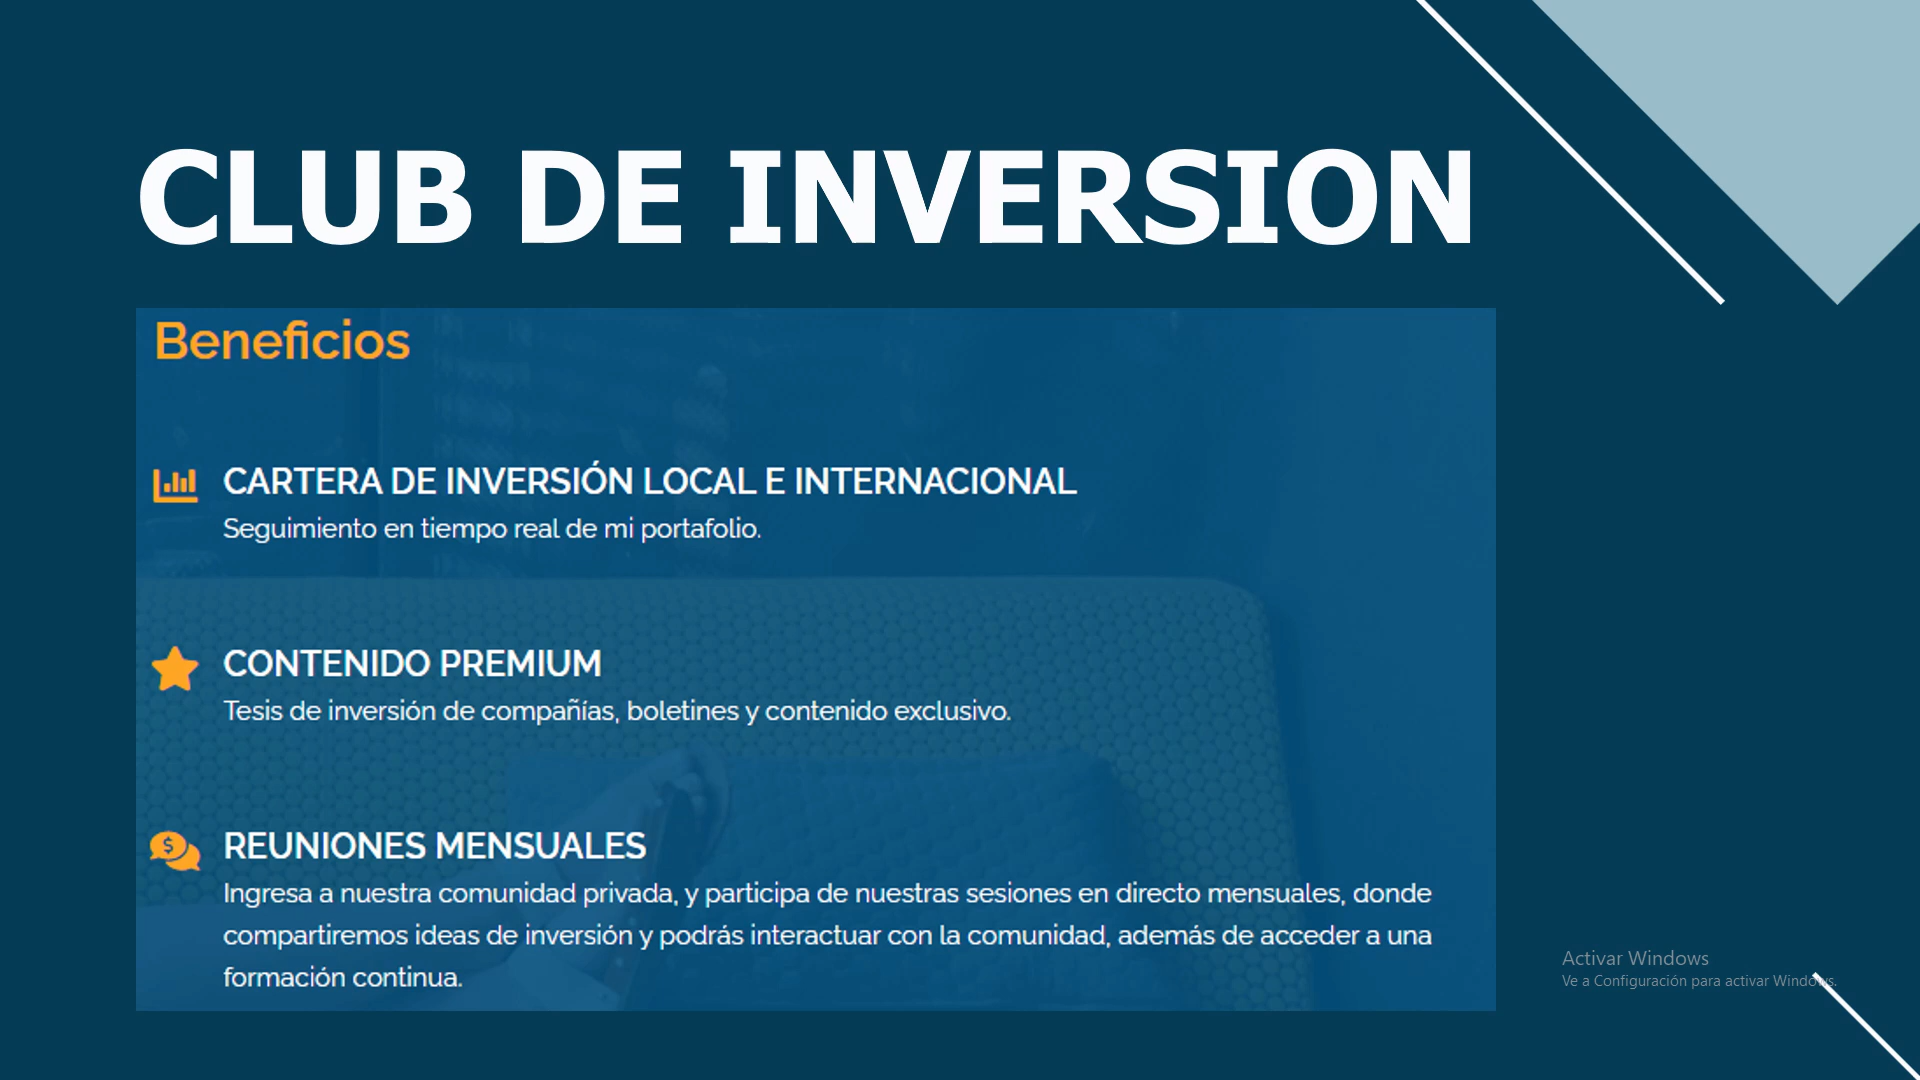 CLUB DE INVERSION
Beneficios
CARTERA DE INVERSIÓN LOCAL E INTERNACIONAL
Seguimiento en tiempo real de mi portafolio.
CONTENIDO PREMIUM
Tesis de inversión de compañías, boletines y contenido exclusivo.
$
REUNIONES MENSUALES
Ingresa a nuestra comunidad privada, y participa de nuestras sesiones en directo mensuales, donde
compartiremos ideas de inversión y podrás interactuar con la comunidad, además de acceder a una
formación continua.
Activar Windows
Ve a Configuración para activar Windows.